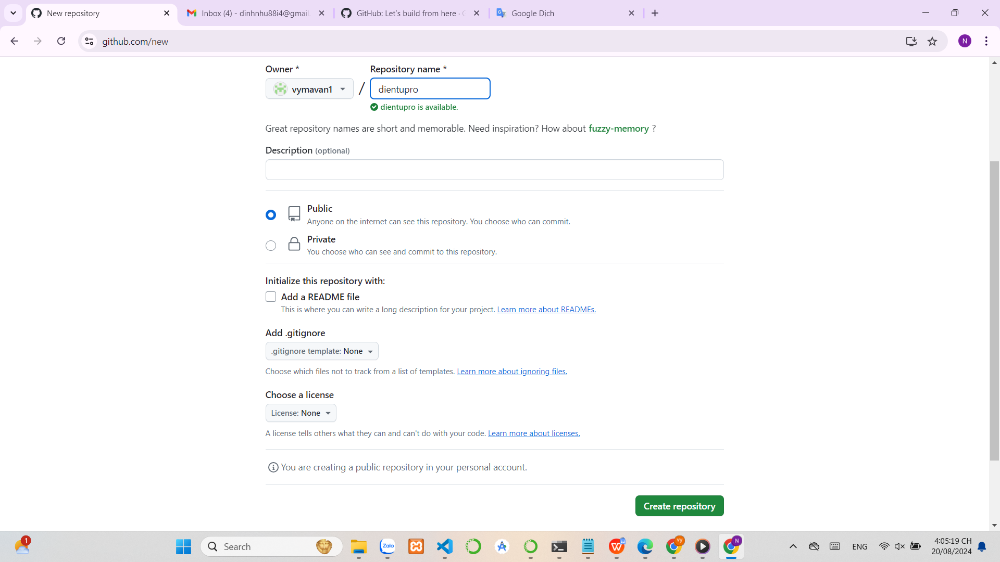 New repository
Inbox (4) - dinhnhu88i4@gmail.
GitHub: Let's build from here ·
Google Dịch
github.com/new
N
Owner *
Repository name *
vymavan1
/
dientupro
dientupro is available.
Great repository names are short and memorable. Need inspiration? How about fuzzy-memory ?
Description (optional)
Public
Anyone on the internet can see this repository. You choose who can commit.
Private
You choose who can see and commit to this repository.
Initialize this repository with:
Add a README file
This is where you can write a long description for your project. Learn more about READMEs.
Add .gitignore
.gitignore template: None
Choose which files not to track from a list of templates. Learn more about ignoring files.
Choose a license
License: None
A license tells others what they can and can't do with your code. Learn more about licenses.
You are creating a public repository in your personal account.
Create repository
1
Search
Zalo
W
vy
N
ENG
4:05:19 CH
20/08/2024